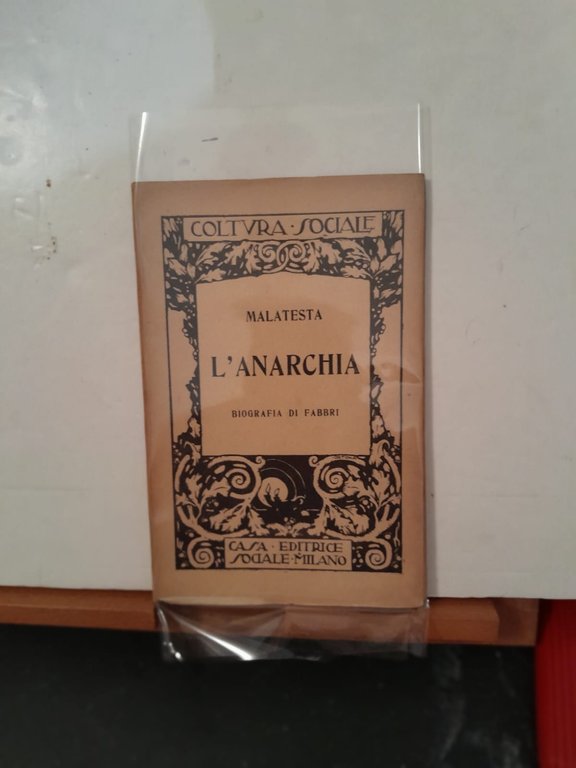 COLTVRA · SOCIALE
MALATESTA
L'ANARCHIA
BIOGRAFIA DI FABBRI
CASA · EDITRICE
SOCIALE · MILANO